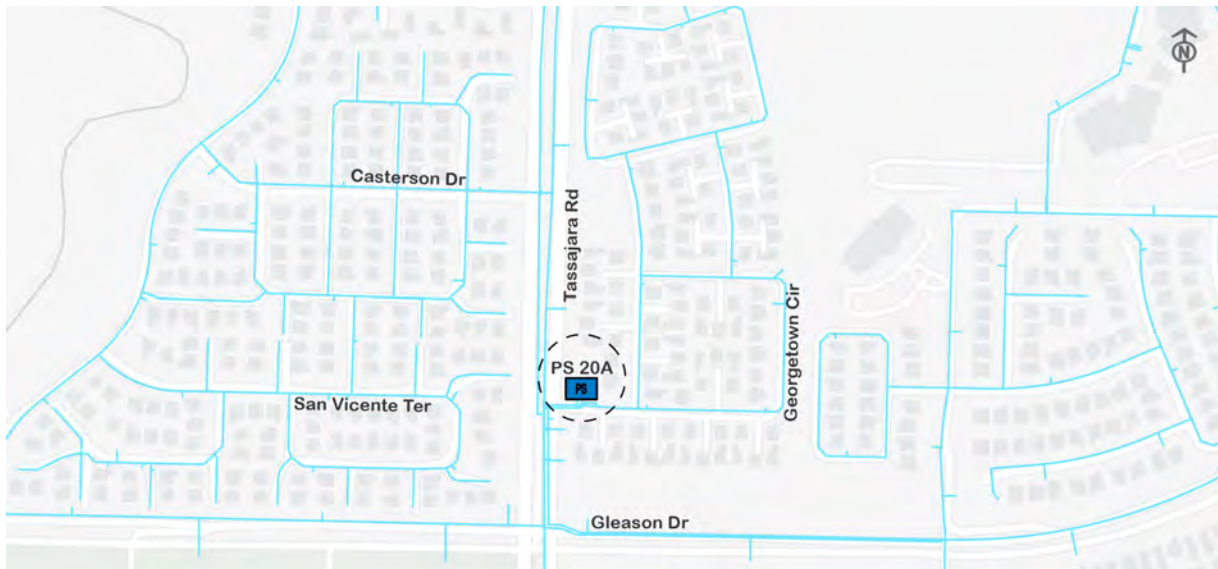 N
Casterson Dr
Tassajara Rd
Georgetown Cir
PS 20A
PS
San Vicente Ter
Gleason Dr